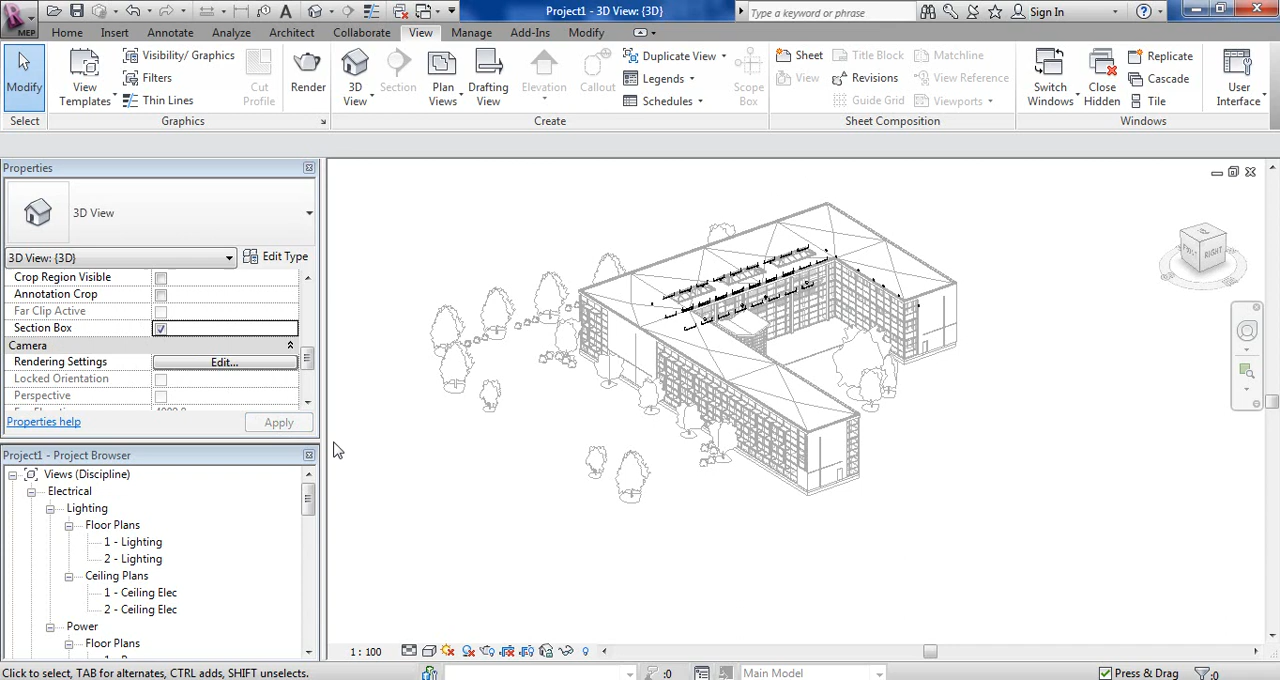 Project1 - 3D View: {3D}
Type a keyword or phrase
Sign In
MEP
Home Insert Annotate Analyze Architect Collaborate View Manage Add-Ins Modify
Modify
Select
View Templates
Visibility/ Graphics
Filters
Thin Lines
Cut Profile
Render
Graphics
3D View
Section
Plan Views
Drafting View
Elevation
Callout
Duplicate View
Legends
Schedules
Scope Box
Create
Sheet
View
Title Block
Revisions
Guide Grid
Matchline
View Reference
Viewports
Sheet Composition
Switch Windows
Close Hidden
Replicate
Cascade
Tile
User Interface
Windows
Properties
3D View
3D View: {3D}
Edit Type
Crop Region Visible
Annotation Crop
Far Clip Active
Section Box
Camera
Rendering Settings Edit...
Locked Orientation
Perspective
Properties help
Apply
Project1 - Project Browser
Views (Discipline)
Electrical
Lighting
Floor Plans
1 - Lighting
2 - Lighting
Ceiling Plans
1 - Ceiling Elec
2 - Ceiling Elec
Power
Floor Plans
RIGHT
1 : 100
Click to select, TAB for alternates, CTRL adds, SHIFT unselects.
:0
Main Model
Press & Drag
:0